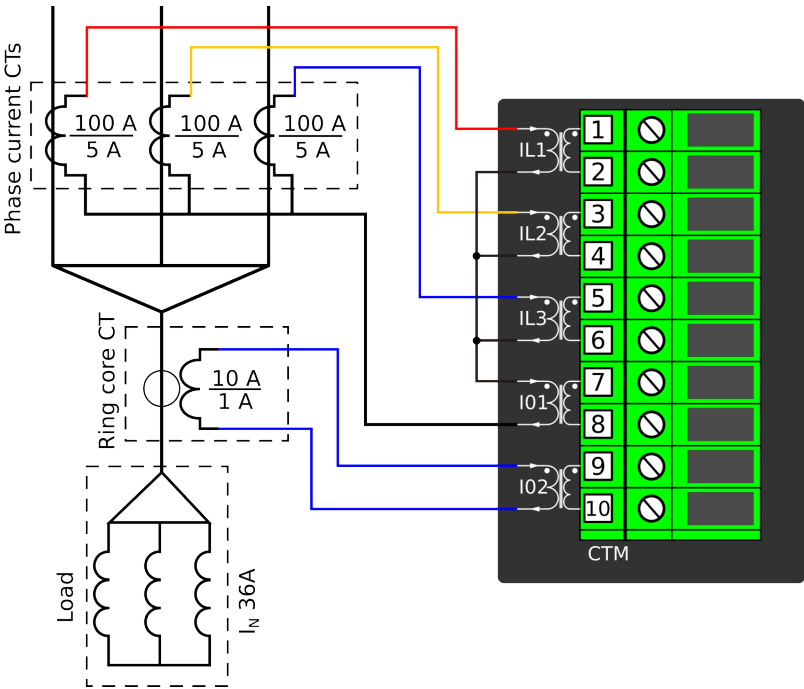 Phase current CTs
100 A
5 A
100 A
5 A
100 A
5 A
IL1
1
2
IL2
3
4
IL3
5
6
I01
7
8
I02
9
10
CTM
Ring core CT
10 A
1 A
Load
IN 36A